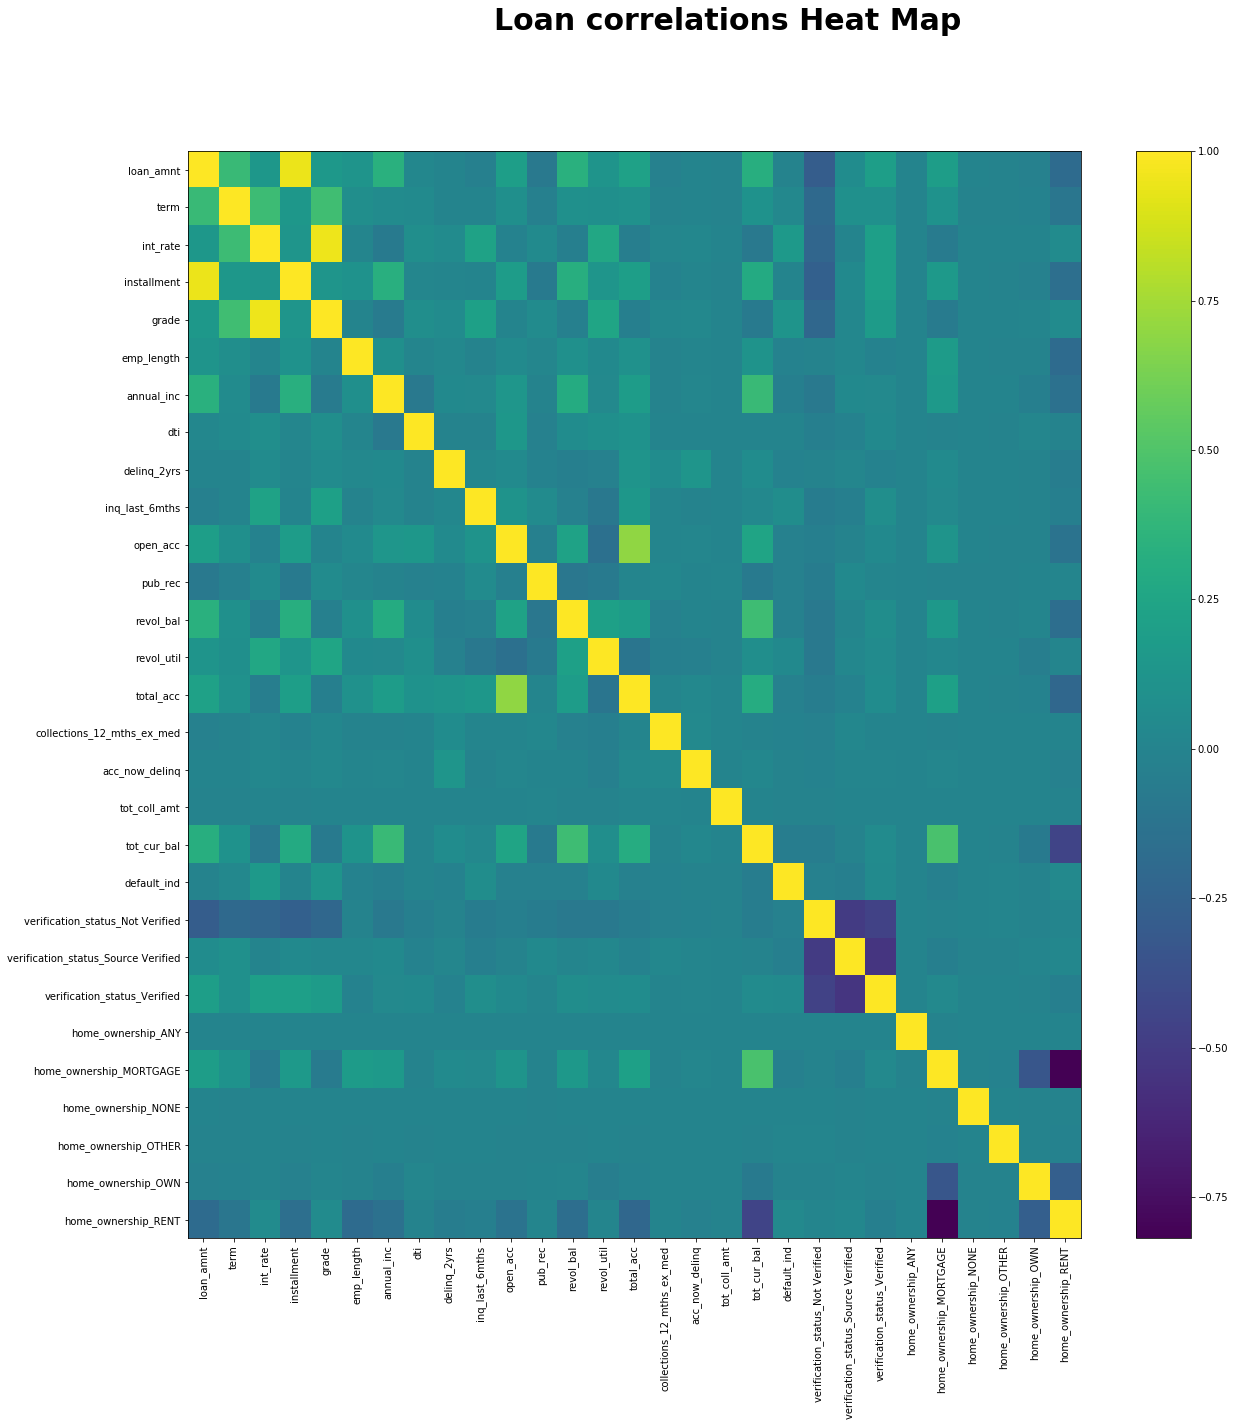 Loan correlations Heat Map
loan_amnt
term
int_rate
installment
grade
emp_length
annual_inc
dti
delinq_2yrs
inq_last_6mths
open_acc
pub_rec
revol_bal
revol_util
total_acc
collections_12_mths_ex_med
acc_now_delinq
tot_coll_amt
tot_cur_bal
default_ind
verification_status_Not Verified
verification_status_Source Verified
verification_status_Verified
home_ownership_ANY
home_ownership_MORTGAGE
home_ownership_NONE
home_ownership_OTHER
home_ownership_OWN
home_ownership_RENT
loan_amnt
term
int_rate
installment
grade
emp_length
annual_inc
dti
delinq_2yrs
inq_last_6mths
open_acc
pub_rec
revol_bal
revol_util
total_acc
collections_12_mths_ex_med
acc_now_delinq
tot_coll_amt
tot_cur_bal
default_ind
verification_status_Not Verified
verification_status_Source Verified
verification_status_Verified
home_ownership_ANY
home_ownership_MORTGAGE
home_ownership_NONE
home_ownership_OTHER
home_ownership_OWN
home_ownership_RENT
1.00
0.75
0.50
0.25
0.00
−0.25
−0.50
−0.75